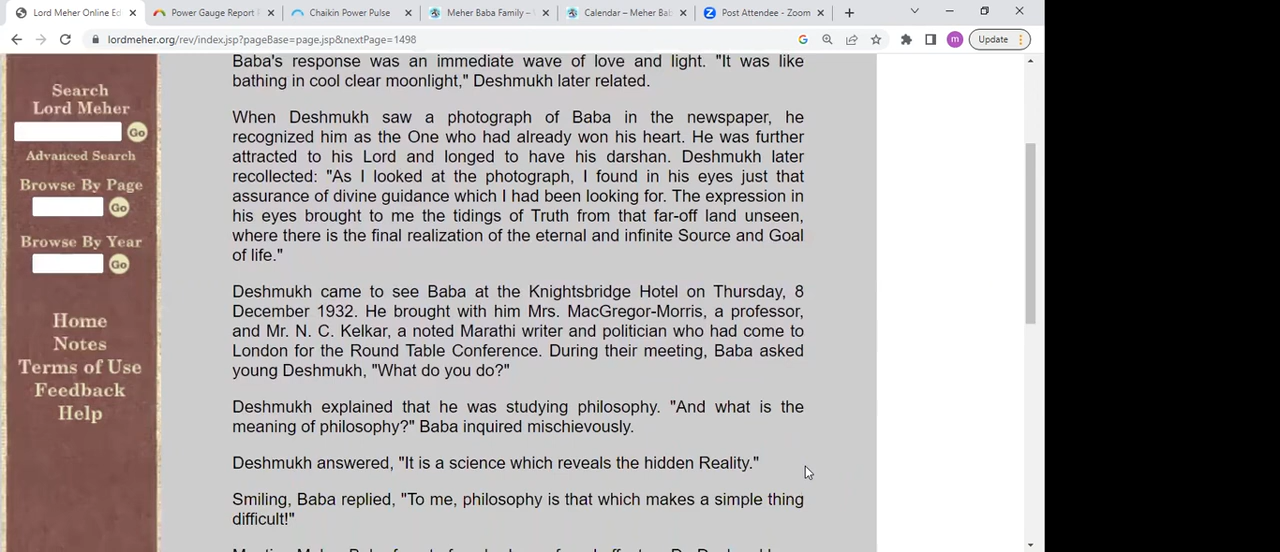 Lord Meher Online Ed
Power Gauge Report
Chaikin Power Pulse
Meher Baba Family –
Calendar – Meher Bab
Post Attendee - Zoom
lordmeher.org/rev/index.jsp?pageBase=page.jsp&nextPage=1498
m
Update
Search
Lord Meher
Go
Advanced Search
Browse By Page
Go
Browse By Year
Go
Home
Notes
Terms of Use
Feedback
Help
Baba's response was an immediate wave of love and light. "It was like
bathing in cool clear moonlight," Deshmukh later related.
When Deshmukh saw a photograph of Baba in the newspaper, he
recognized him as the One who had already won his heart. He was further
attracted to his Lord and longed to have his darshan. Deshmukh later
recollected: "As I looked at the photograph, I found in his eyes just that
assurance of divine guidance which I had been looking for. The expression in
his eyes brought to me the tidings of Truth from that far-off land unseen,
where there is the final realization of the eternal and infinite Source and Goal
of life."
Deshmukh came to see Baba at the Knightsbridge Hotel on Thursday, 8
December 1932. He brought with him Mrs. MacGregor-Morris, a professor,
and Mr. N. C. Kelkar, a noted Marathi writer and politician who had come to
London for the Round Table Conference. During their meeting, Baba asked
young Deshmukh, "What do you do?"
Deshmukh explained that he was studying philosophy. "And what is the
meaning of philosophy?" Baba inquired mischievously.
Deshmukh answered, "It is a science which reveals the hidden Reality."
Smiling, Baba replied, "To me, philosophy is that which makes a simple thing
difficult!"